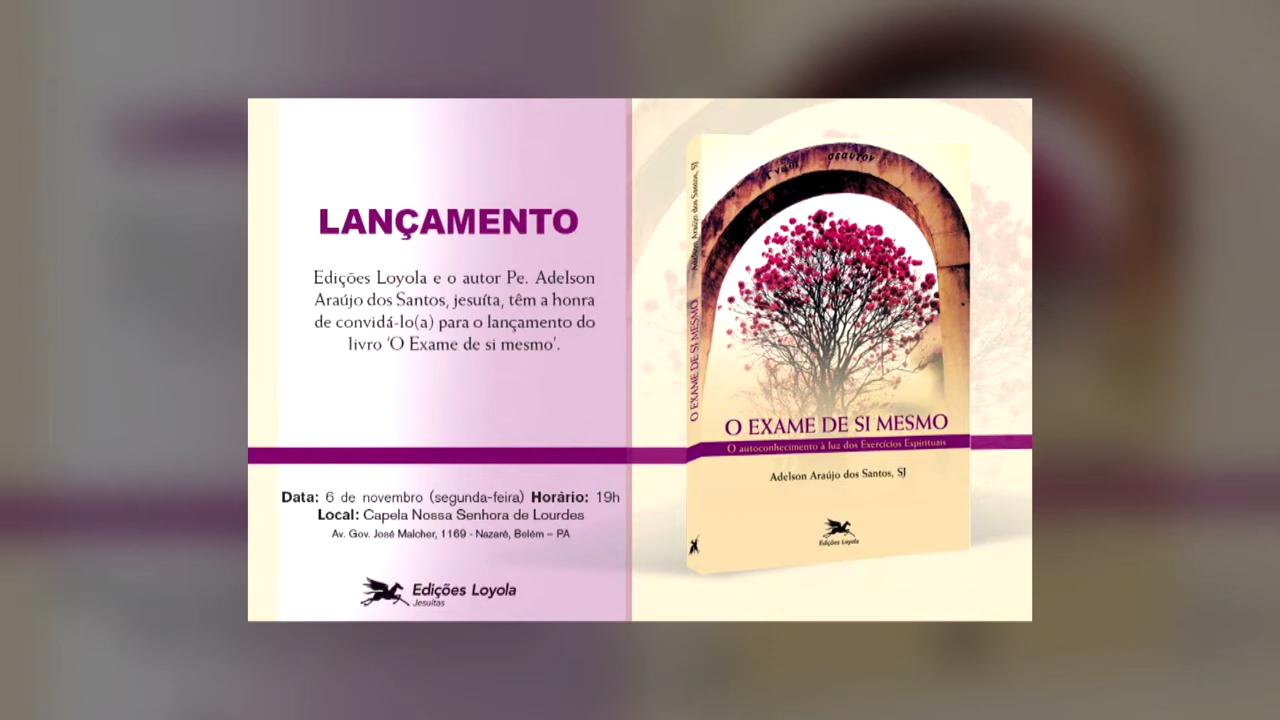 LANÇAMENTO
Edições Loyola e o autor Pe. Adelson
Araújo dos Santos, jesuíta, têm a honra
de convidá-lo(a) para o lançamento do
livro ‘O Exame de si mesmo’.
Data: 6 de novembro (segunda-feira) Horário: 19h
Local: Capela Nossa Senhora de Lourdes
Av. Gov. José Malcher, 1169 - Nazaré, Belém – PA
Edições Loyola
Jesuítas
Adelson Araújo dos Santos, SJ
O EXAME DE SI MESMO
σεαυτον
O EXAME DE SI MESMO
O autoconhecimento à luz dos Exercícios Espirituais
Adelson Araújo dos Santos, SJ
Edições Loyola